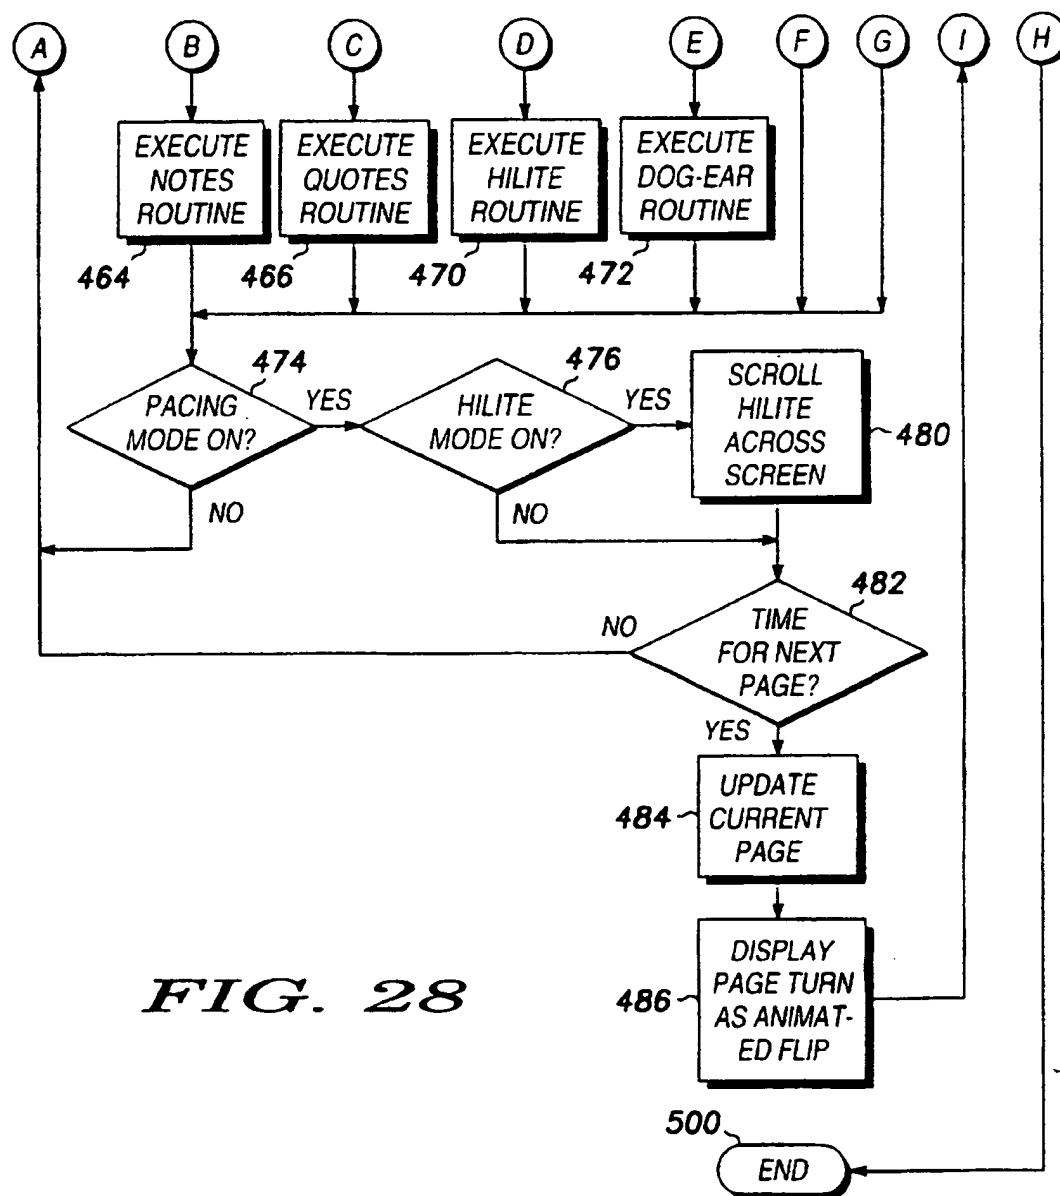 A B C D E F G I H
EXECUTE
NOTES
ROUTINE
464
EXECUTE
QUOTES
ROUTINE
466
EXECUTE
HILITE
ROUTINE
470
EXECUTE
DOG-EAR
ROUTINE
472
PACING
MODE ON?
474
YES
NO
HILITE
MODE ON?
476
YES
NO
SCROLL
HILITE
ACROSS
SCREEN
480
TIME
FOR NEXT
PAGE?
482
NO
YES
UPDATE
CURRENT
PAGE
484
DISPLAY
PAGE TURN
AS ANIMAT-
ED FLIP
486
FIG. 28
500
END